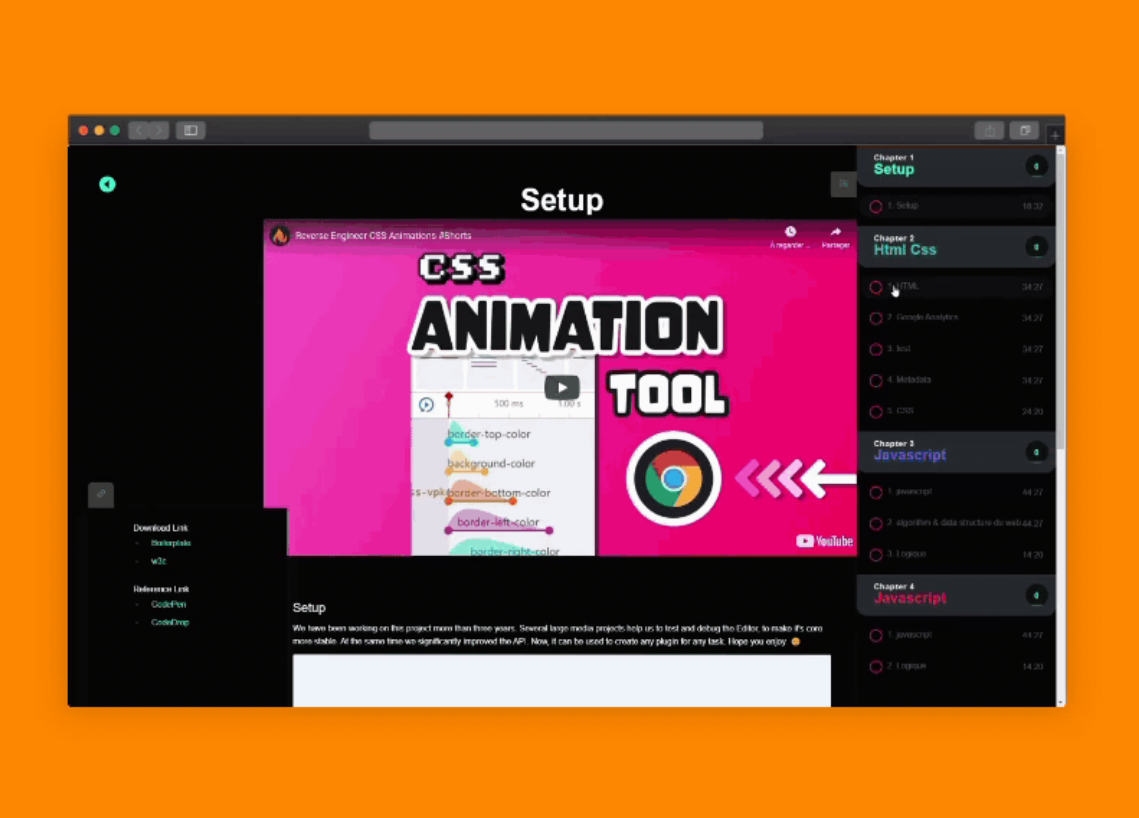 Setup
Reverse Engineer CSS Animations #Shorts
À regarder ...
Partager
CSS
ANIMATION
TOOL
500 ms
1.00 s
border-top-color
background-color
border-bottom-color
border-left-color
border-right-color
YouTube
Download Link
- Boilerplate
- w3c
Reference Link
- CodePen
- CodeDrop
Setup
We have been working on this project more than three years. Several large media projects help us to test and debug the Editor, to make it's core
more stable. At the same time we significantly improved the API. Now, it can be used to create any plugin for any task. Hope you enjoy. 😏
Chapter 1
Setup
0
1. Setup 18:32
Chapter 2
Html Css
0
1. HTML 34:27
2. Google Analytics 34:27
3. test 34:27
4. Metadata 34:27
5. CSS 24:20
Chapter 3
Javascript
0
1. javascript 44:27
2. algorithm & data structure de web 44:27
3. Logique 14:20
Chapter 4
Javascript
0
1. javascript 44:27
2. Logique 14:20